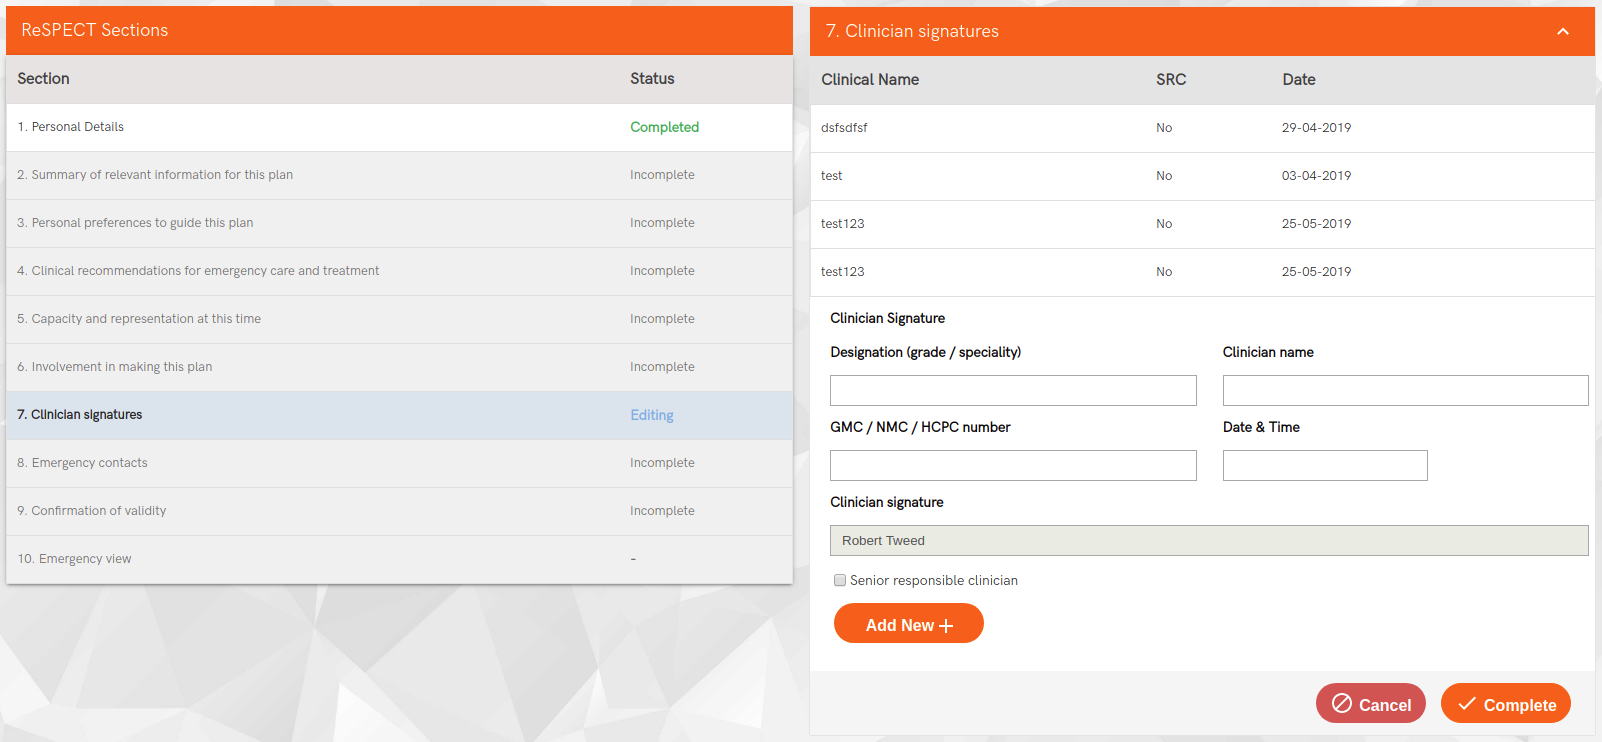 ReSPECT Sections
Section Status
1. Personal Details Completed
2. Summary of relevant information for this plan Incomplete
3. Personal preferences to guide this plan Incomplete
4. Clinical recommendations for emergency care and treatment Incomplete
5. Capacity and representation at this time Incomplete
6. Involvement in making this plan Incomplete
7. Clinician signatures Editing
8. Emergency contacts Incomplete
9. Confirmation of validity Incomplete
10. Emergency view -
7. Clinician signatures
Clinical Name SRC Date
dsfsdfsf No 29-04-2019
test No 03-04-2019
test123 No 25-05-2019
test123 No 25-05-2019
Clinician Signature
Designation (grade / speciality) Clinician name
GMC / NMC / HCPC number Date & Time
Clinician signature
Robert Tweed
Senior responsible clinician
Add New +
Cancel Complete